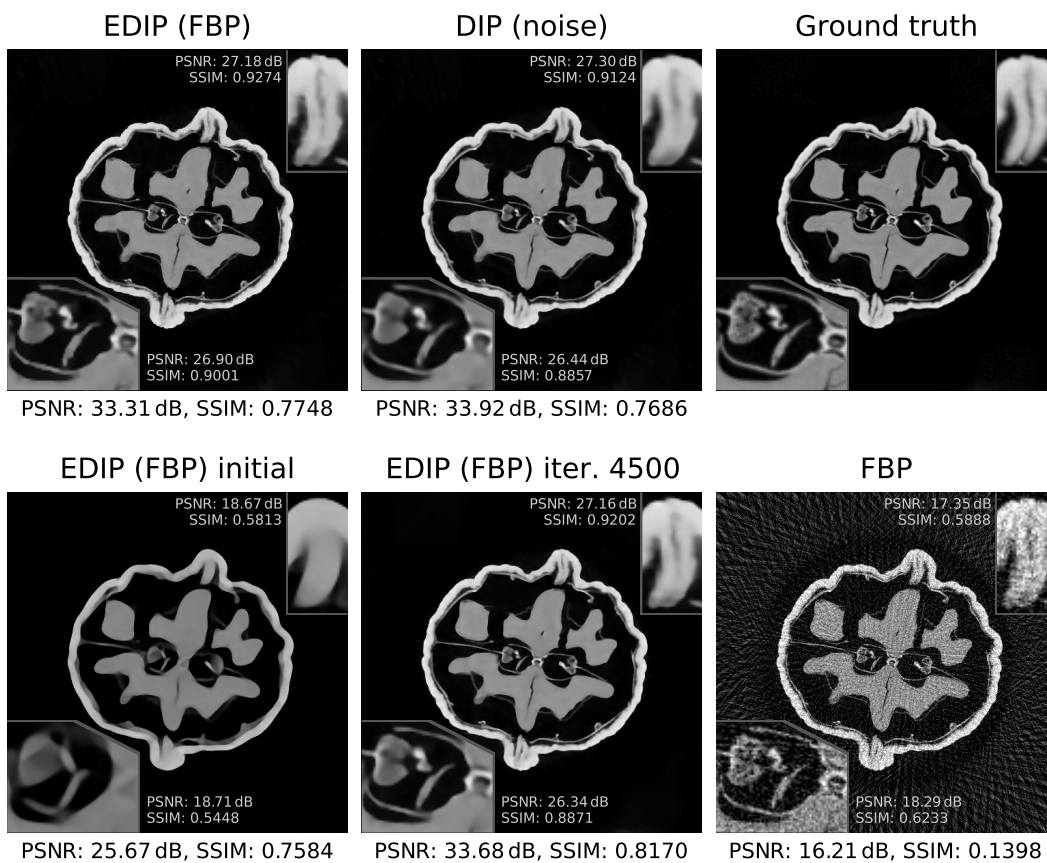 EDIP (FBP)
DIP (noise)
Ground truth
PSNR: 27.18 dB
SSIM: 0.9274
PSNR: 27.30 dB
SSIM: 0.9124
PSNR: 26.90 dB
SSIM: 0.9001
PSNR: 26.44 dB
SSIM: 0.8857
PSNR: 33.31 dB, SSIM: 0.7748
PSNR: 33.92 dB, SSIM: 0.7686
EDIP (FBP) initial
EDIP (FBP) iter. 4500
FBP
PSNR: 18.67 dB
SSIM: 0.5813
PSNR: 27.16 dB
SSIM: 0.9202
PSNR: 17.35 dB
SSIM: 0.5888
PSNR: 18.71 dB
SSIM: 0.5448
PSNR: 26.34 dB
SSIM: 0.8871
PSNR: 18.29 dB
SSIM: 0.6233
PSNR: 25.67 dB, SSIM: 0.7584
PSNR: 33.68 dB, SSIM: 0.8170
PSNR: 16.21 dB, SSIM: 0.1398